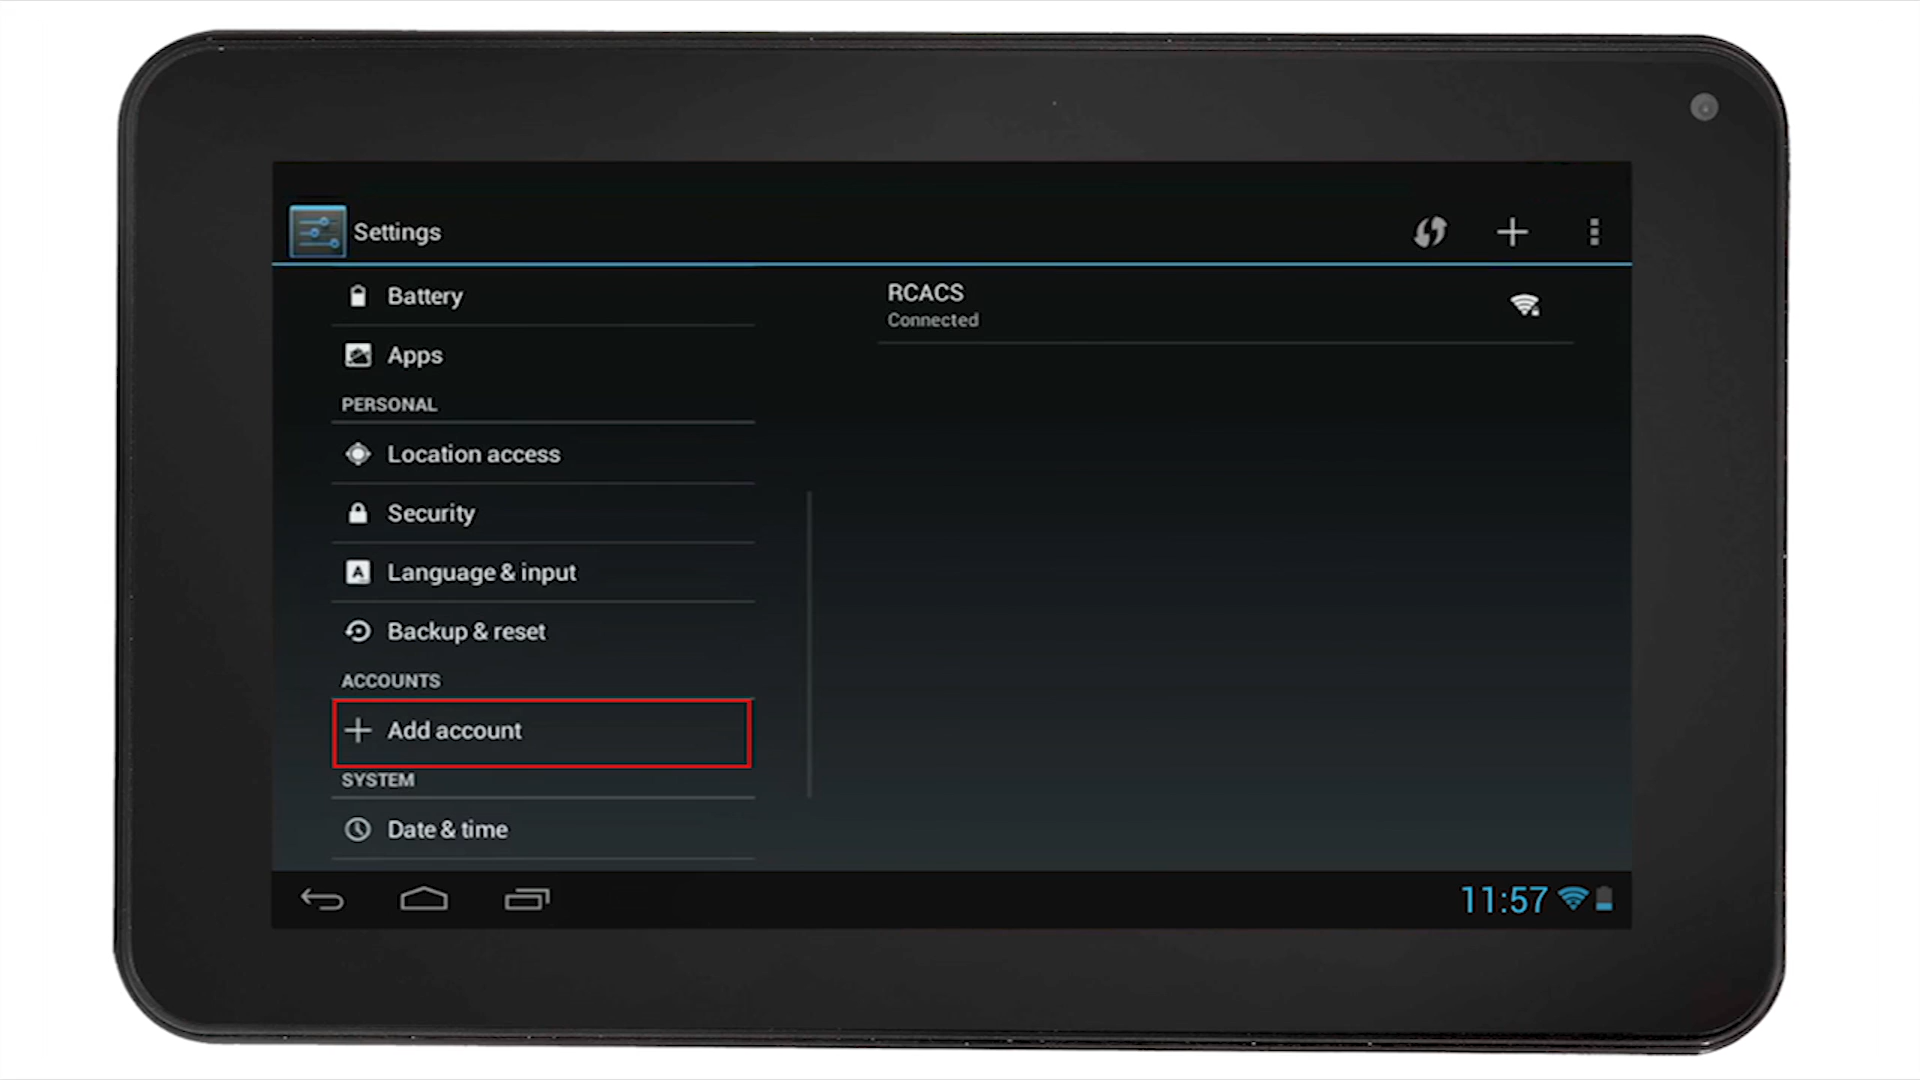 Settings
Battery
Apps
PERSONAL
Location access
Security
Language & input
Backup & reset
ACCOUNTS
Add account
SYSTEM
Date & time
RCACS
Connected
11:57